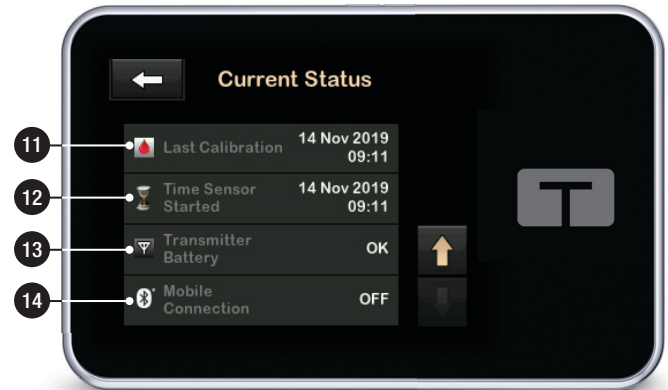 Current Status
11
Last Calibration
14 Nov 2019
09:11
12
Time Sensor
Started
14 Nov 2019
09:11
13
Transmitter
Battery
OK
14
Mobile
Connection
OFF